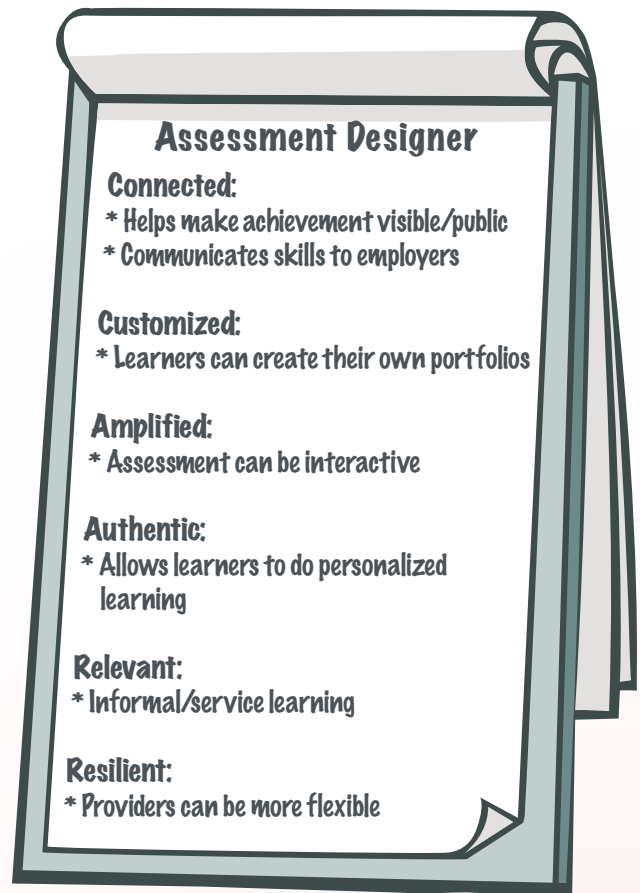 Assessment Designer
Connected:
* Helps make achievement visible/public
* Communicates skills to employers
Customized:
* Learners can create their own portfolios
Amplified:
* Assessment can be interactive
Authentic:
* Allows learners to do personalized
learning
Relevant:
* Informal/service learning
Resilient:
* Providers can be more flexible